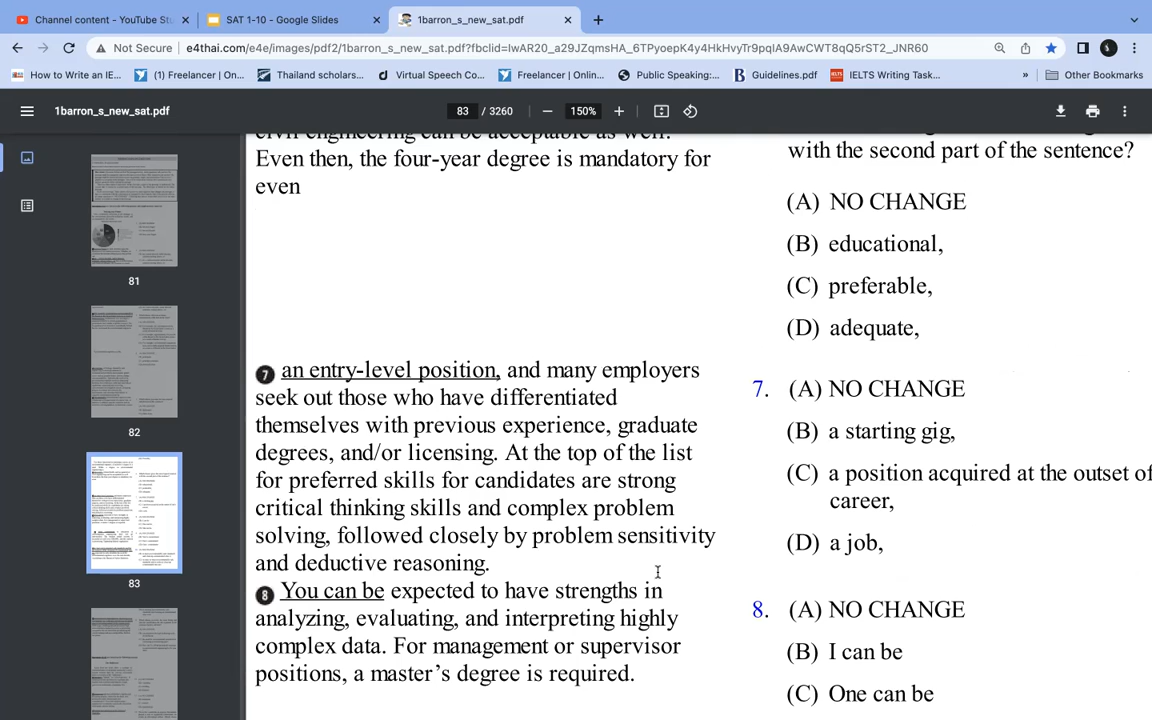 Channel content - YouTube Stu
SAT 1-10 - Google Slides
1barron_s_new_sat.pdf
Not Secure
e4thai.com/e4e/images/pdf2/1barron_s_new_sat.pdf?fbclid=IwAR20_a29JZqmsHA_6TPyoepK4y4HkHvyTr9pqIA9AwCWT8qQ5rST2_JNR60
How to Write an IE...
(1) Freelancer | On...
Thailand scholars...
Virtual Speech Co...
Freelancer | Onlin...
Public Speaking:...
Guidelines.pdf
IELTS Writing Task...
»
Other Bookmarks
1barron_s_new_sat.pdf
83 / 3260
150%
81
82
83
civil engineering can be acceptable as well.
Even then, the four-year degree is mandatory for
even
7 an entry-level position, and many employers
seek out those who have differentiated
themselves with previous experience, graduate
degrees, and/or licensing. At the top of the list
for preferred skills for candidates are strong
critical thinking skills and complex problem
solving, followed closely by problem sensitivity
and deductive reasoning.
8 You can be expected to have strengths in
analyzing, evaluating, and interpreting highly
complex data. For management or supervisor
positions, a master's degree is required.
with the second part of the sentence?
(A) NO CHANGE
(B) educational,
(C) preferable,
(D) adequate,
7. (A) NO CHANGE
(B) a starting gig,
(C) a position acquired at the outset of
career,
(D) a job,
8. (A) NO CHANGE
(B) I can be
(C) One can be